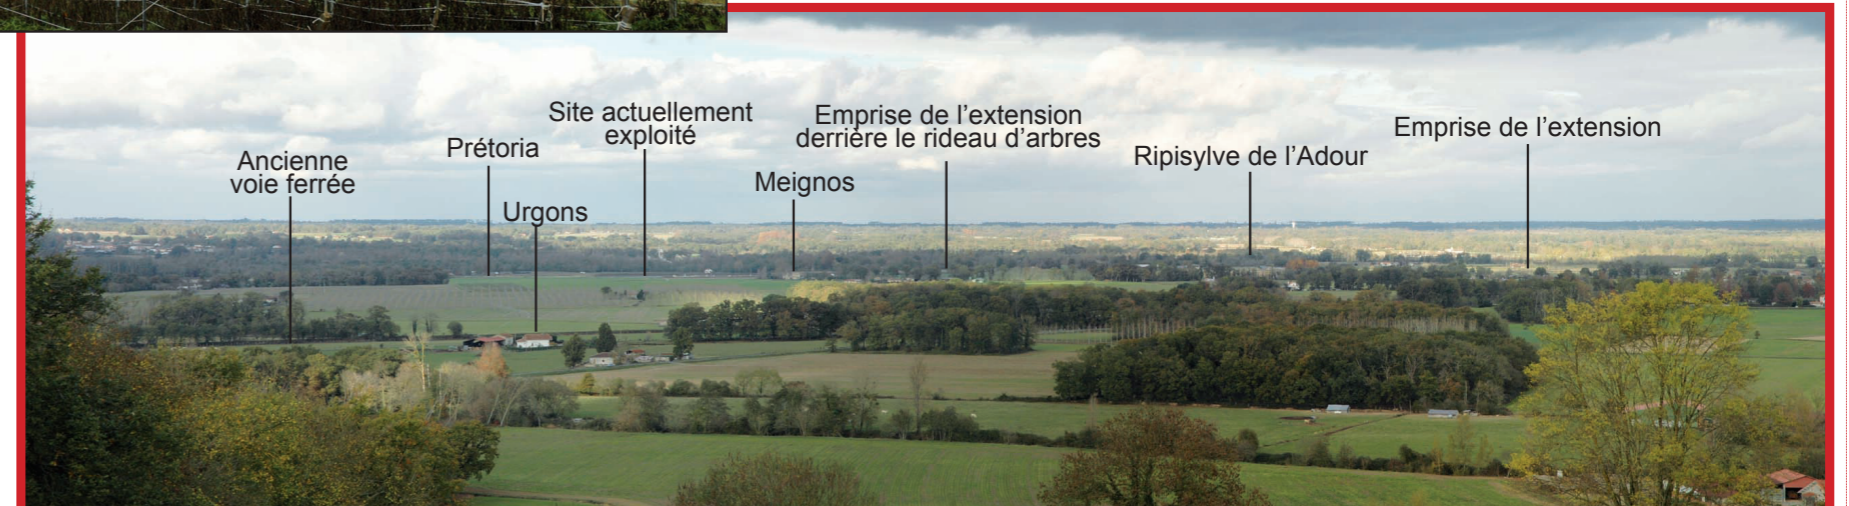 Ancienne
voie ferrée
Prétoria
Urgons
Site actuellement
exploité
Meignos
Emprise de l'extension
derrière le rideau d'arbres
Ripisylve de l'Adour
Emprise de l'extension